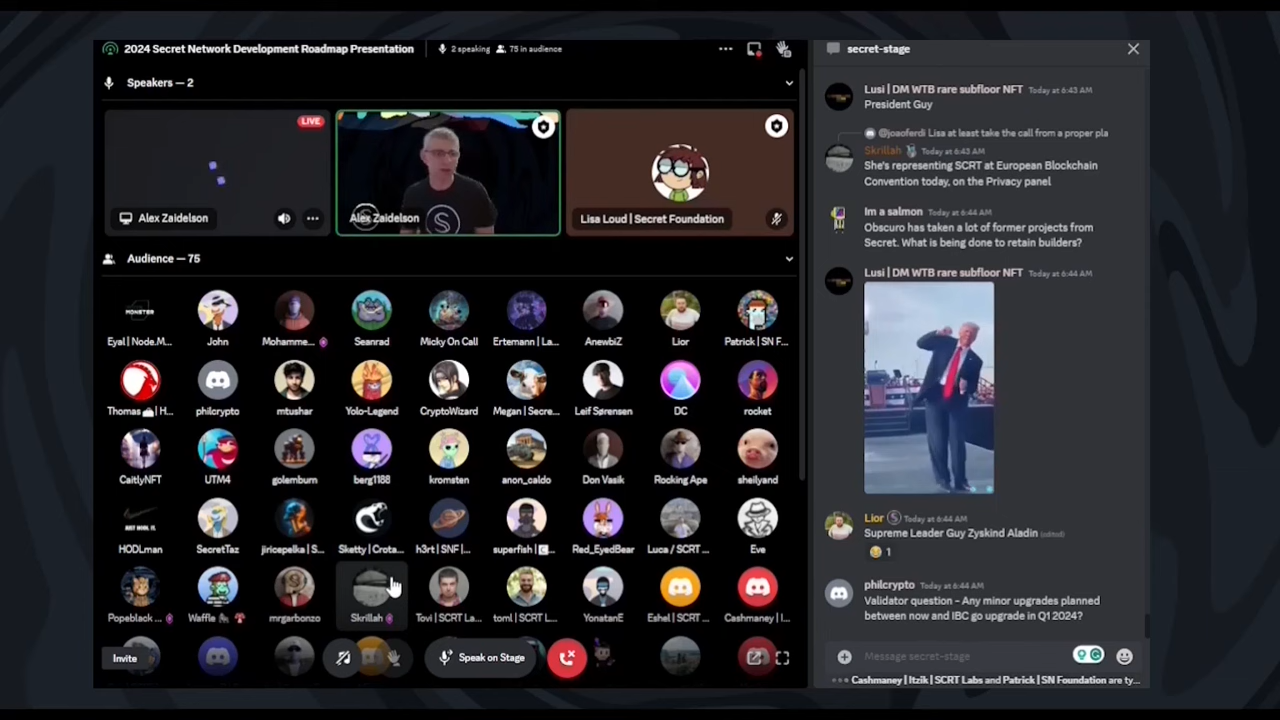 2024 Secret Network Development Roadmap Presentation
2 speaking
75 in audience
Speakers — 2
LIVE
Alex Zaidelson
Alex Zaidelson
Lisa Loud | Secret Foundation
Audience — 75
Eyal | Node.M...
John
Mohamme...
Seanrad
Micky On Call
Ertemann | La...
AnewbiZ
Lior
Patrick | SN F...
Thomas | H...
philcrypto
mtushar
Yolo-Legend
CryptoWizard
Megan | Secre...
Leif Sørensen
DC
rocket
CaitlyNFT
UTM4
golembum
berg1188
kromsten
anon_caldo
Don Vasik
Rocking Ape
sheilyand
HODLman
SecretTaz
jiricepelka | S...
Sketty | Crota...
h3rt | SNF |...
superfish |
Red_EyedBear
Luca / SCRT ...
Eve
Popeblack ...
Waffle
mrgarbonzo
Skrillah
Tovi | SCRT La...
toml | SCRT L...
YonatanE
Eshel | SCRT ...
Cashmaney | I...
Invite
Speak on Stage
secret-stage
Lusi | DM WTB rare subfloor NFT Today at 6:43 AM
President Guy
@joaoferdi Lisa at least take the call from a proper pla
Skrillah Today at 6:43 AM
She's representing SCRT at European Blockchain
Convention today, on the Privacy panel
Im a salmon Today at 6:44 AM
Obscuro has taken a lot of former projects from
Secret. What is being done to retain builders?
Lusi | DM WTB rare subfloor NFT Today at 6:44 AM
Lior Today at 6:44 AM
Supreme Leader Guy Zyskind Aladin (edited)
1
philcrypto Today at 6:44 AM
Validator question - Any minor upgrades planned
between now and IBC go upgrade in Q1 2024?
Message secret-stage
Cashmaney | Itzik | SCRT Labs and Patrick | SN Foundation are ty...